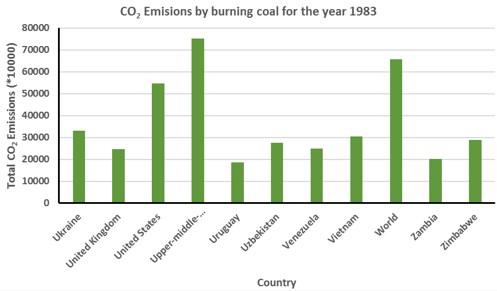 CO₂ Emisions by burning coal for the year 1983
Total CO₂ Emissions (*10000)
80000
70000
60000
50000
40000
30000
20000
10000
0
Ukraine
United Kingdom
United States
Upper-middle-...
Uruguay
Uzbekistan
Venezuela
Vietnam
World
Zambia
Zimbabwe
Country